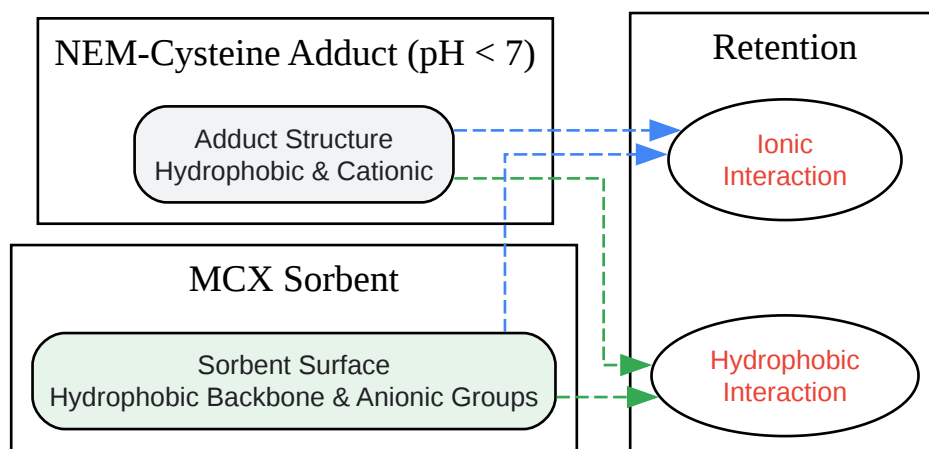 NEM-Cysteine Adduct (pH < 7)
Adduct Structure
Hydrophobic & Cationic
MCX Sorbent
Sorbent Surface
Hydrophobic Backbone & Anionic Groups
Retention
Ionic
Interaction
Hydrophobic
Interaction